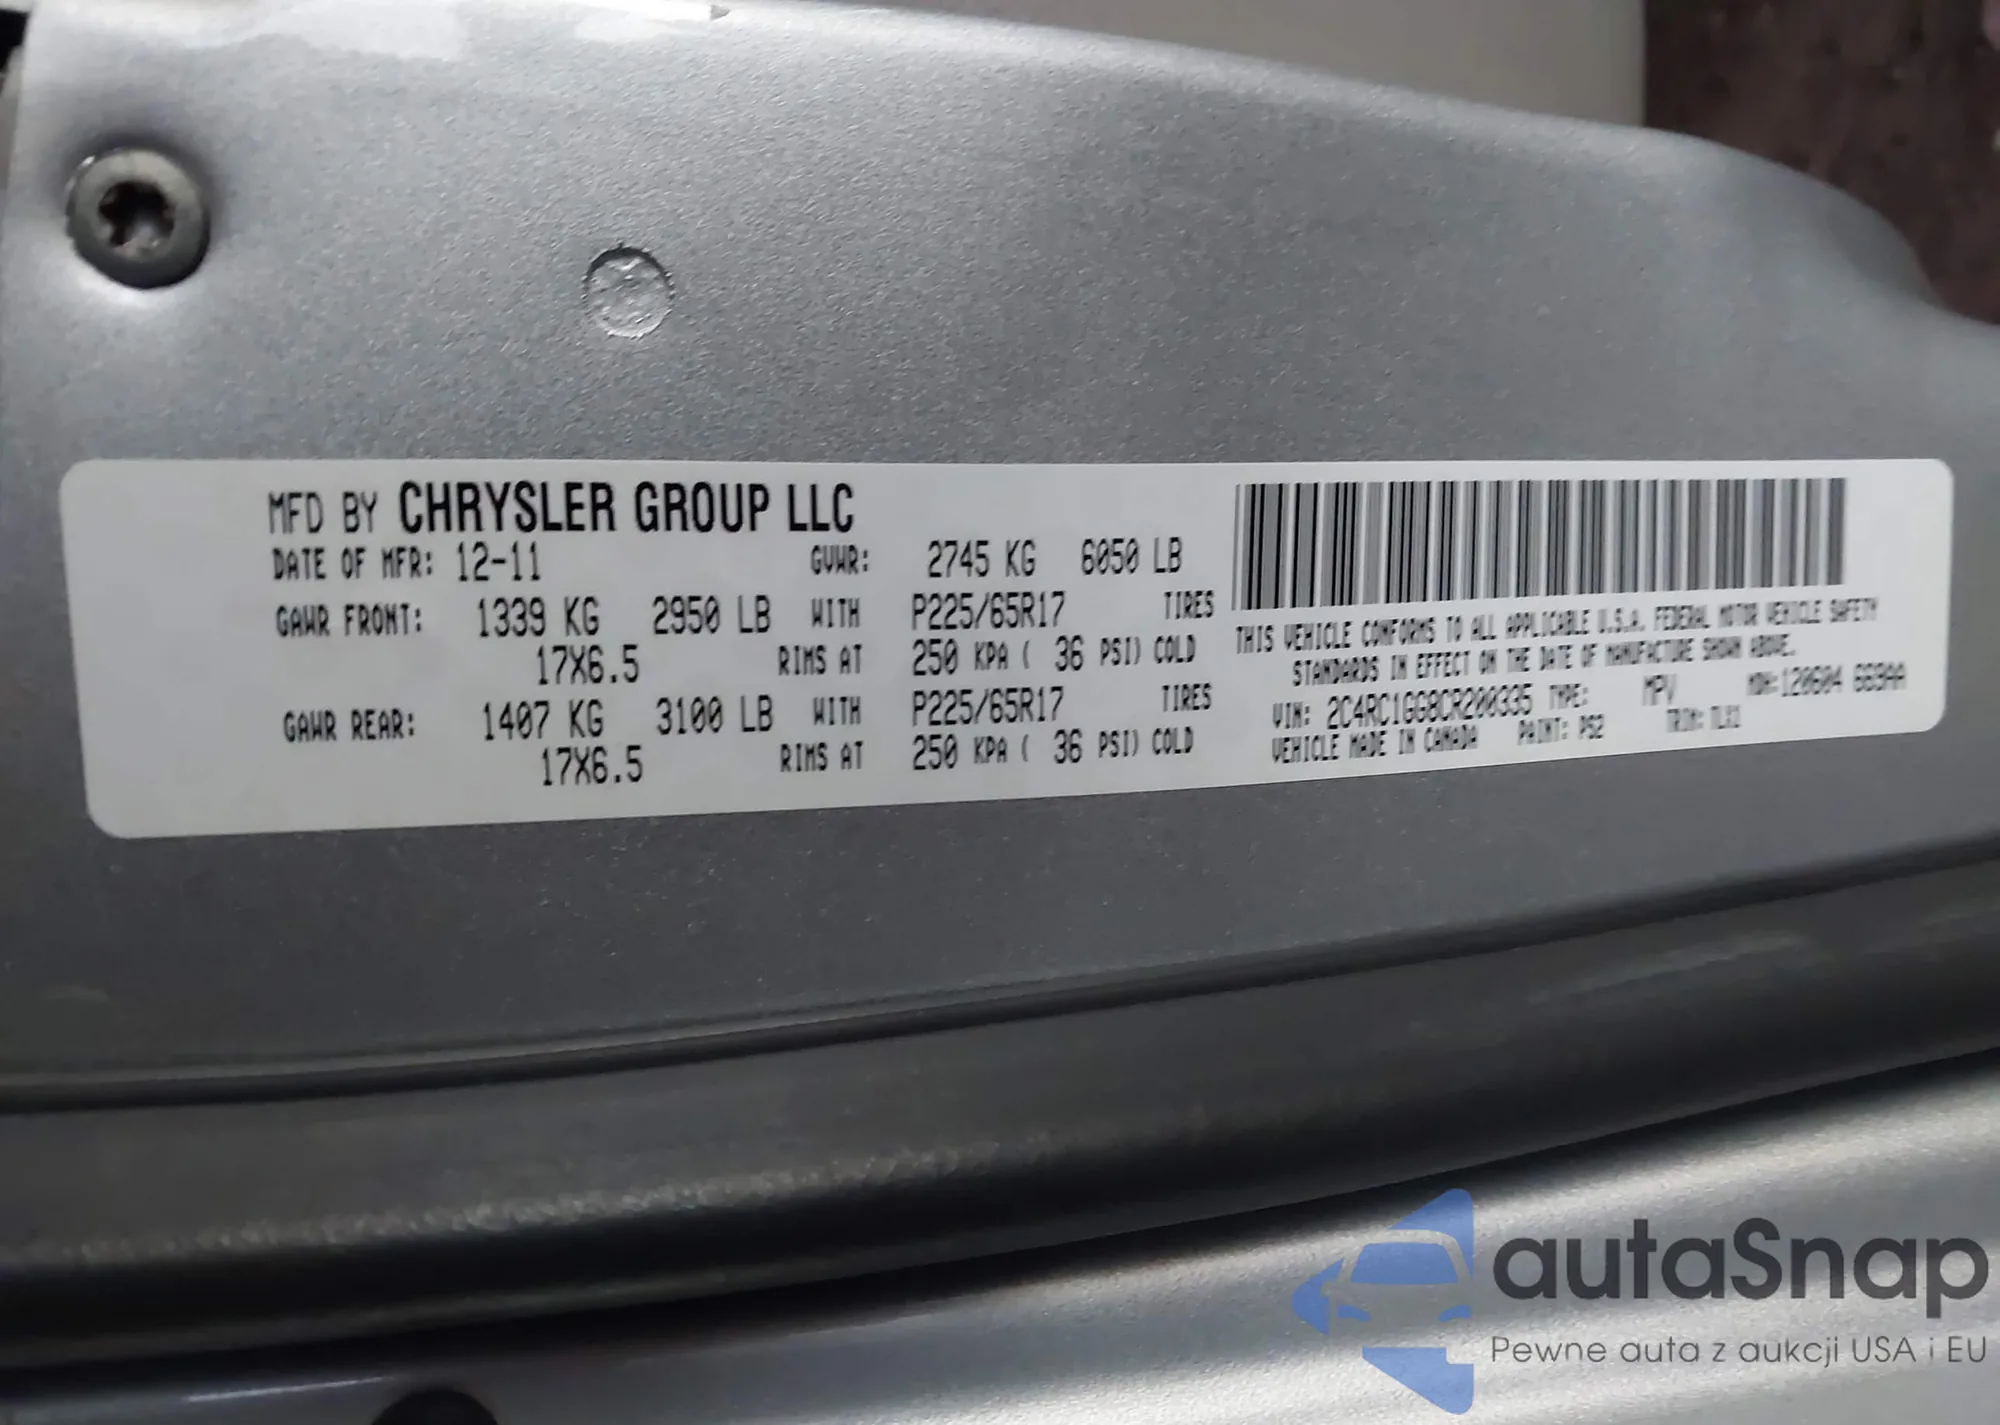 MFD BY CHRYSLER GROUP LLC
DATE OF MFR: 12-11 GVWR: 2745 KG 6050 LB
GAWR FRONT: 1339 KG 2950 LB WITH P225/65R17 TIRES
17X6.5 RIMS AT 250 KPA ( 36 PSI) COLD
GAWR REAR: 1407 KG 3100 LB WITH P225/65R17 TIRES
17X6.5 RIMS AT 250 KPA ( 36 PSI) COLD
THIS VEHICLE CONFORMS TO ALL APPLICABLE U.S.A. FEDERAL MOTOR VEHICLE SAFETY
STANDARDS IN EFFECT ON THE DATE OF MANUFACTURE SHOWN ABOVE.
VIN: 2C4RC1GG8CR200335 TYPE: MPV MDH:120604 669AA
VEHICLE MADE IN CANADA PAINT: PS2 TRIM:
autaSnap
Pewne auta z aukcji USA i EU